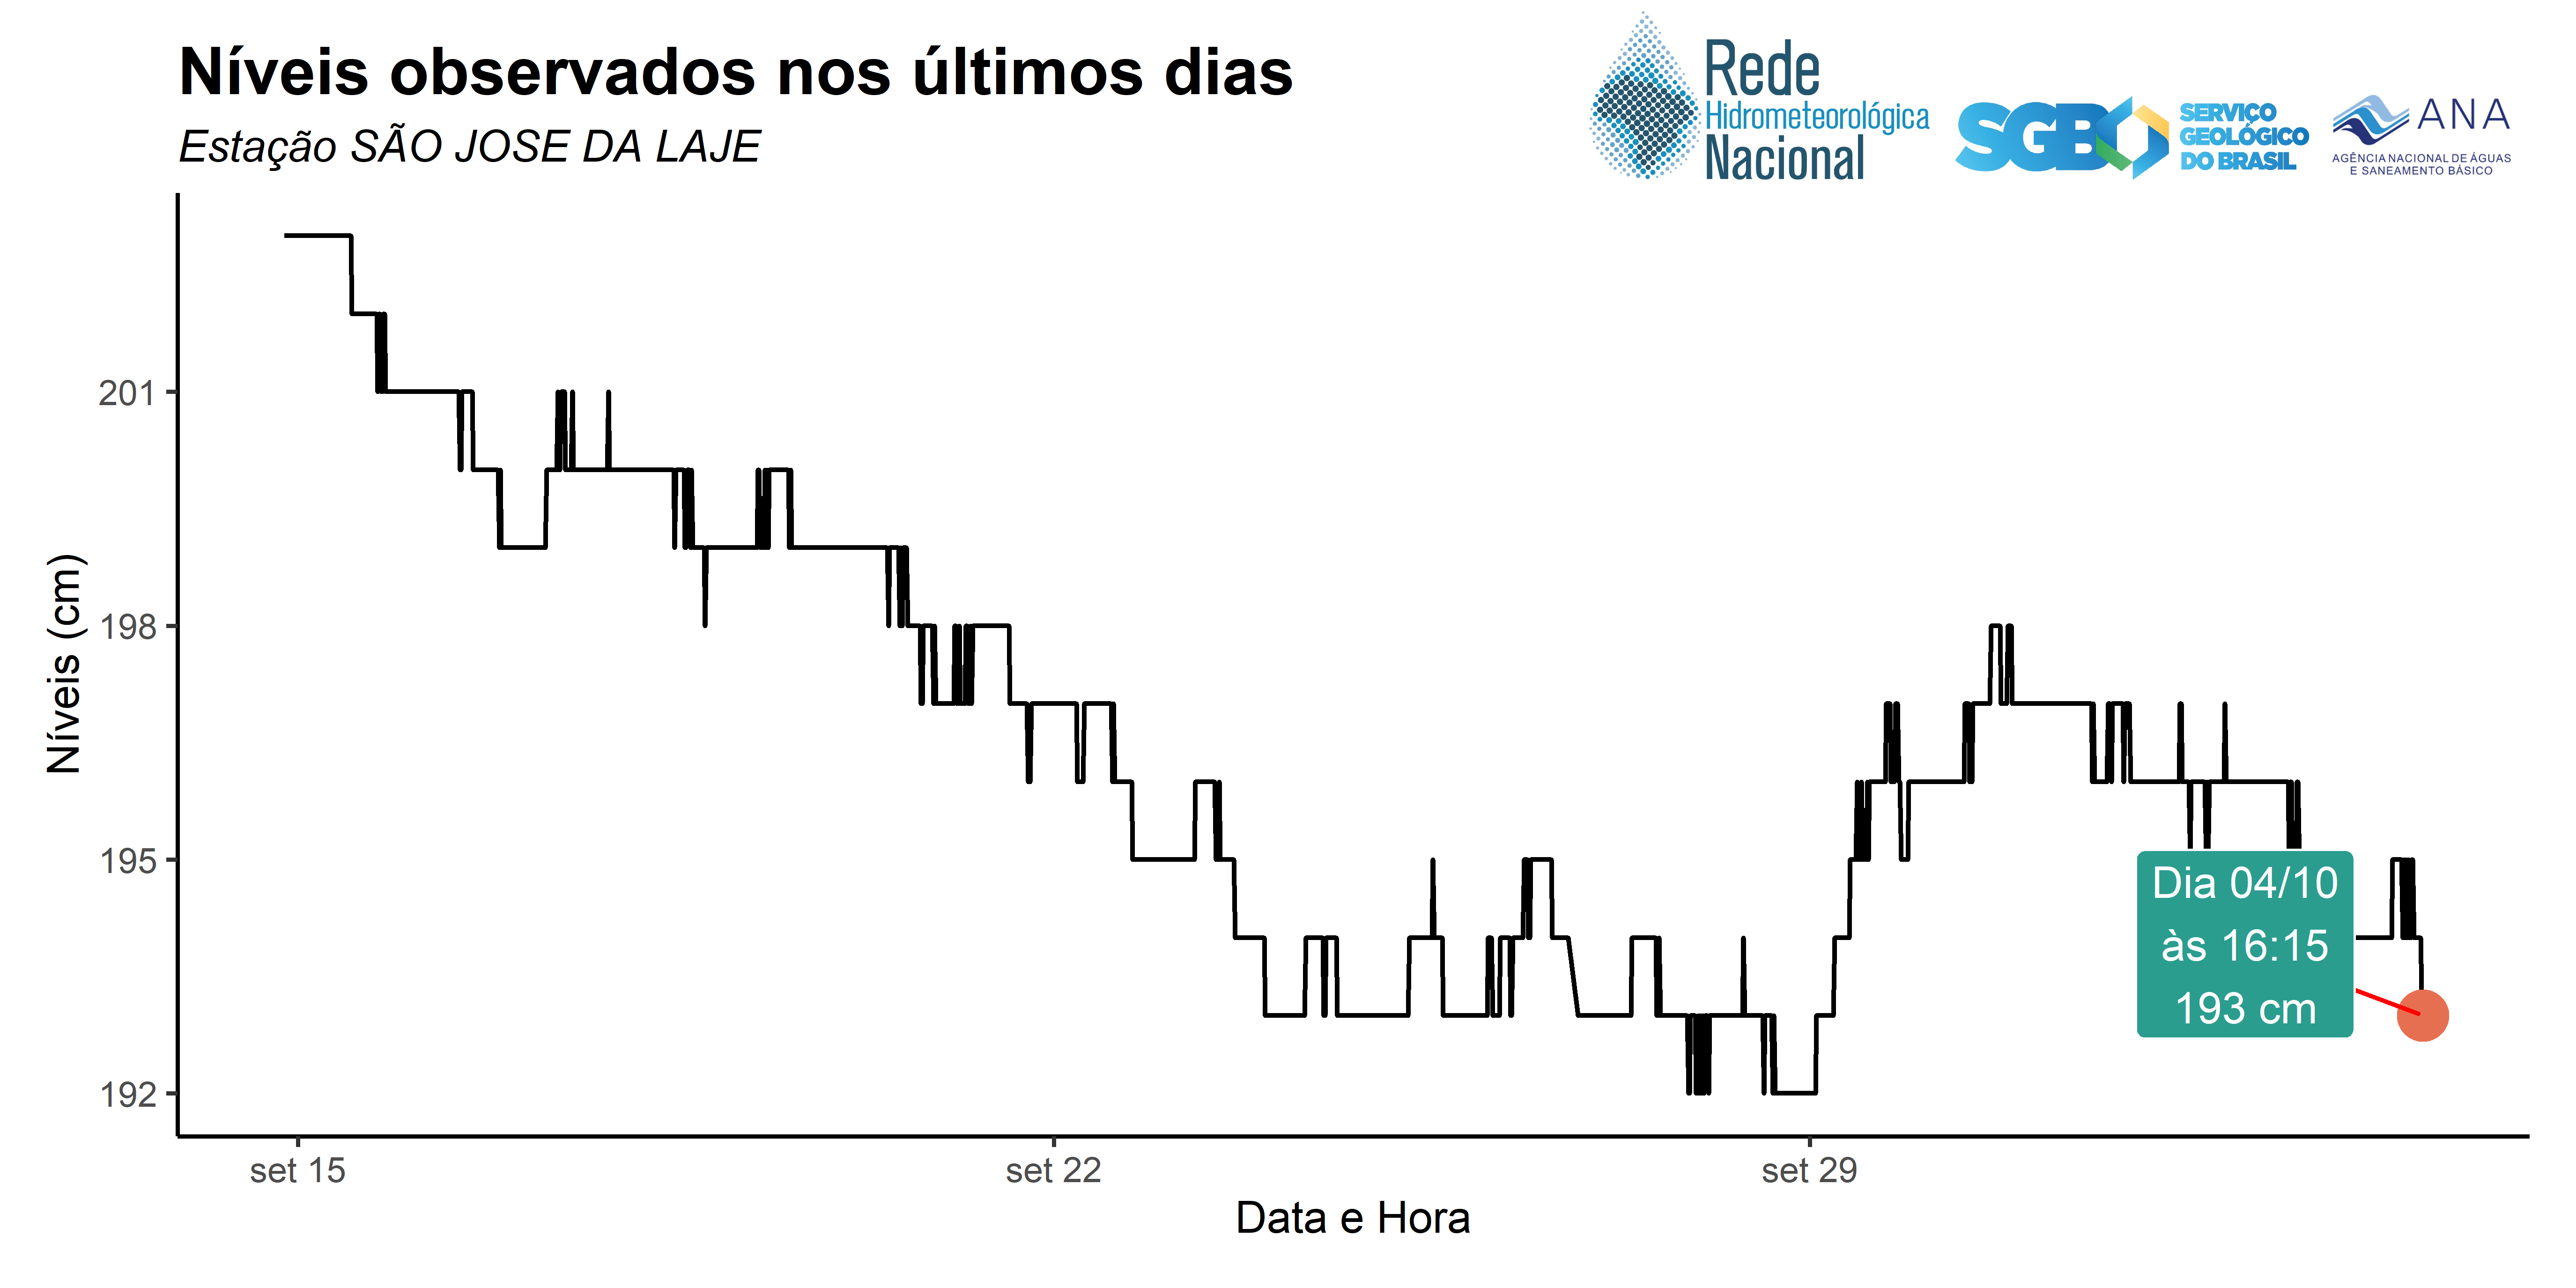 Níveis observados nos últimos dias
Estação SÃO JOSE DA LAJE
Rede
Hidrometeorológica
Nacional
SGB
SERVIÇO
GEOLÓGICO
DO BRASIL
ANA
AGÊNCIA NACIONAL DE ÁGUAS
E SANEAMENTO BÁSICO
Níveis (cm)
201
198
195
192
Dia 04/10
às 16:15
193 cm
set 15
set 22
set 29
Data e Hora